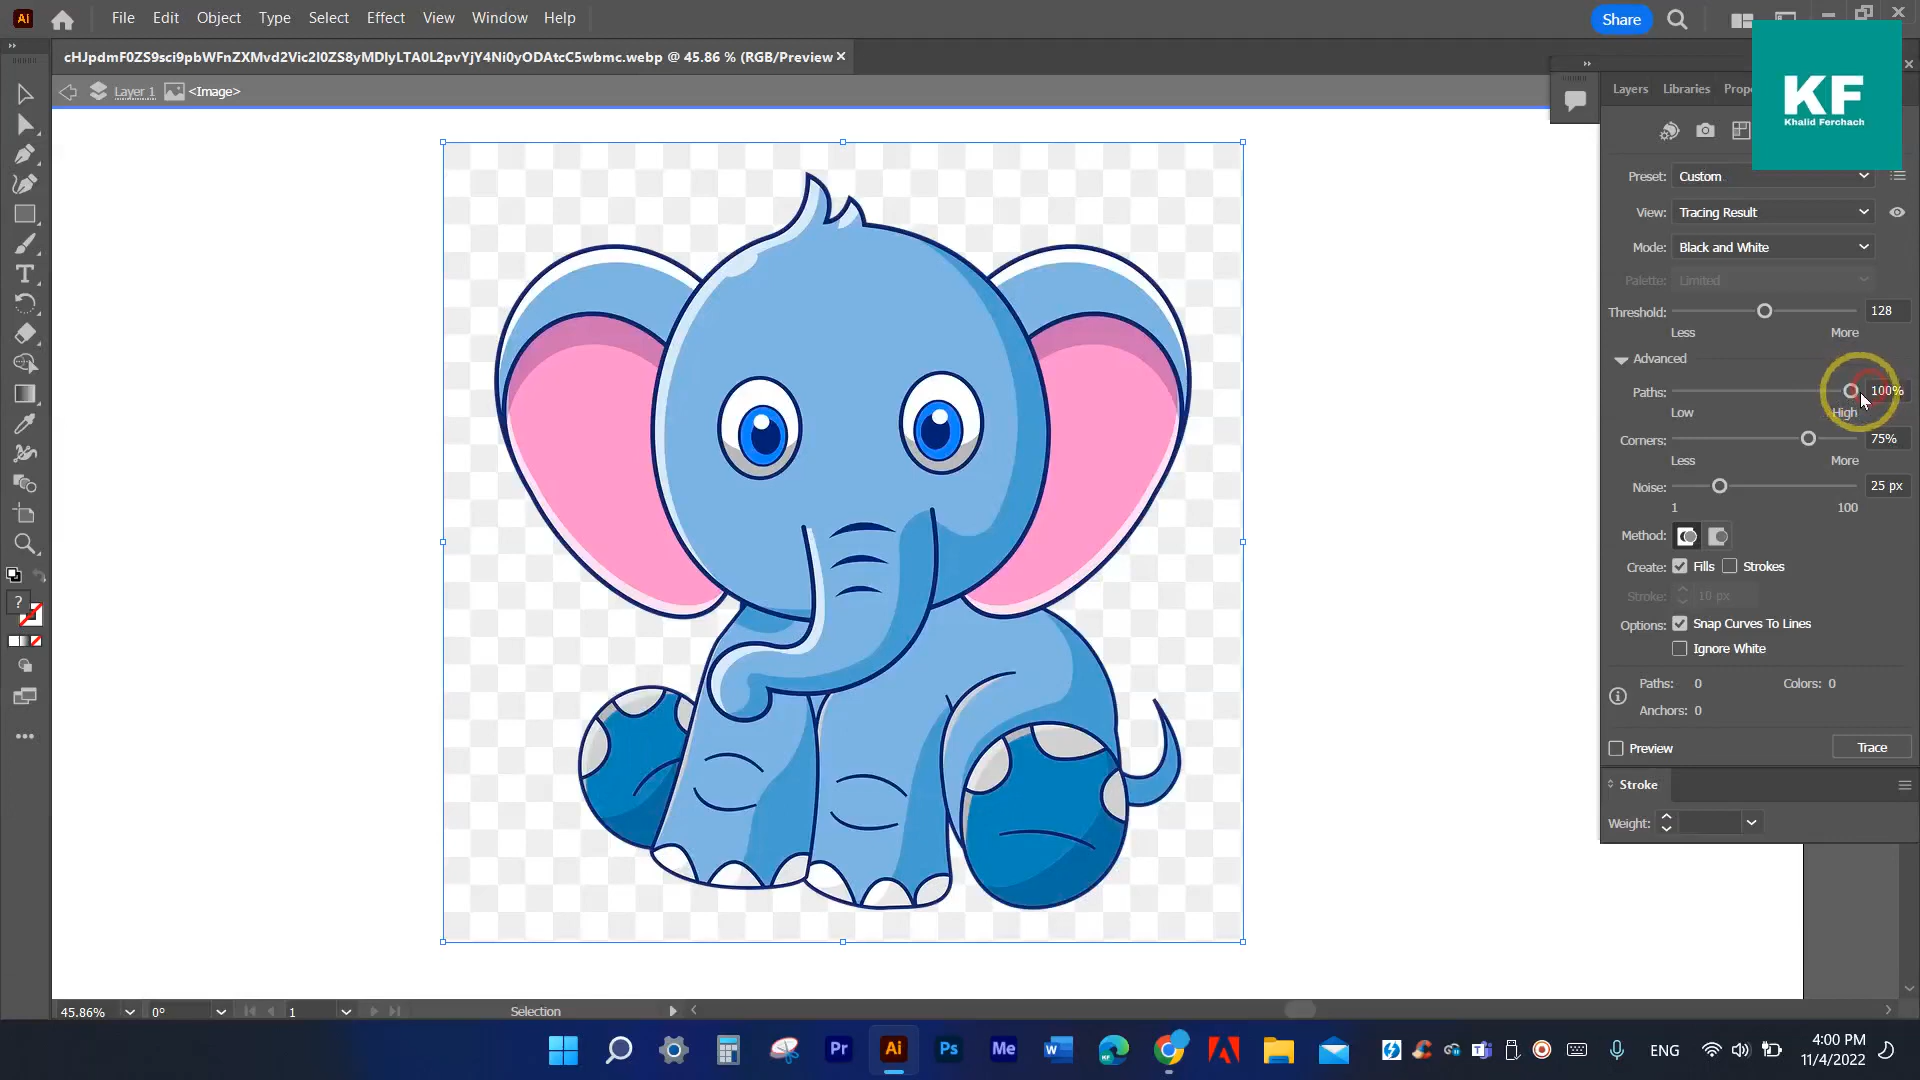 Ai File Edit Object Type Select Effect View Window Help Share
cHJpdmF0ZS9sci9pbWFnZXMvd2Vic2l0ZS8yMDIyLTA0L2pvYjY4Ni0yODAtcC5wbmc.webp @ 45.86 % (RGB/Preview
Layer 1 <Image>
KF
Khalid Ferchach
Layers Libraries Prope
Preset: Custom
View: Tracing Result
Mode: Black and White
Palette: Limited
Threshold: 128
Less More
Advanced
Paths: 100%
Low High
Corners: 75%
Less More
Noise: 25 px
1 100
Method:
Create: Fills Strokes
Stroke: 10 px
Options: Snap Curves To Lines
Ignore White
Paths: 0 Colors: 0
Anchors: 0
Preview Trace
Stroke
Weight:
45.86% 0° 1 Selection
Pr Ai Ps Me W ENG 4:00 PM
11/4/2022